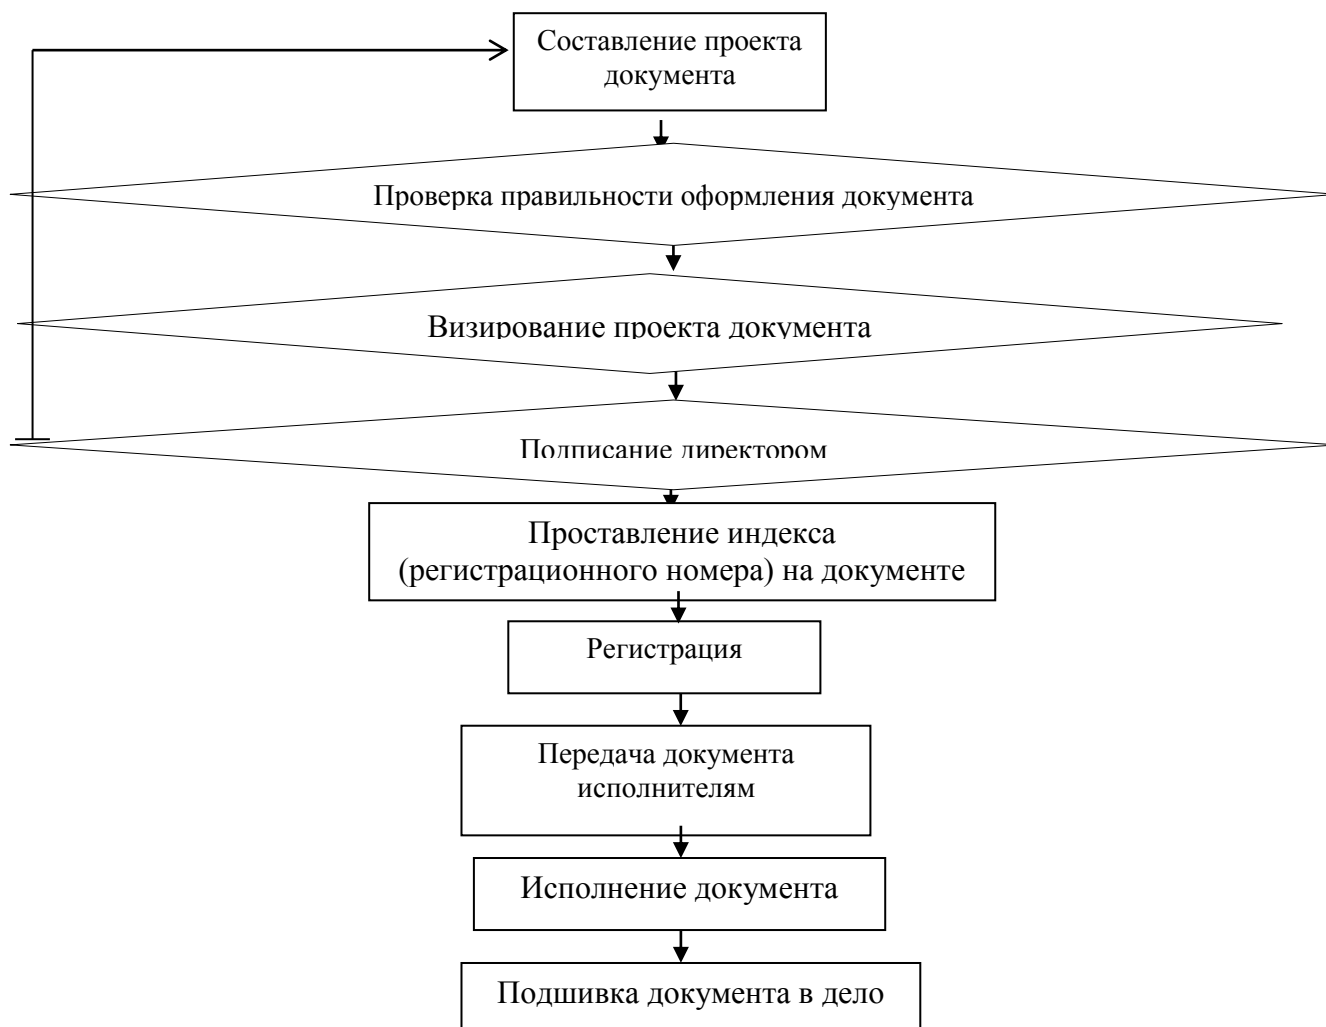 Составление проекта
документа
Проверка правильности оформления документа
Визирование проекта документа
Подписание директором
Проставление индекса
(регистрационного номера) на документе
Регистрация
Передача документа
исполнителям
Исполнение документа
Подшивка документа в дело